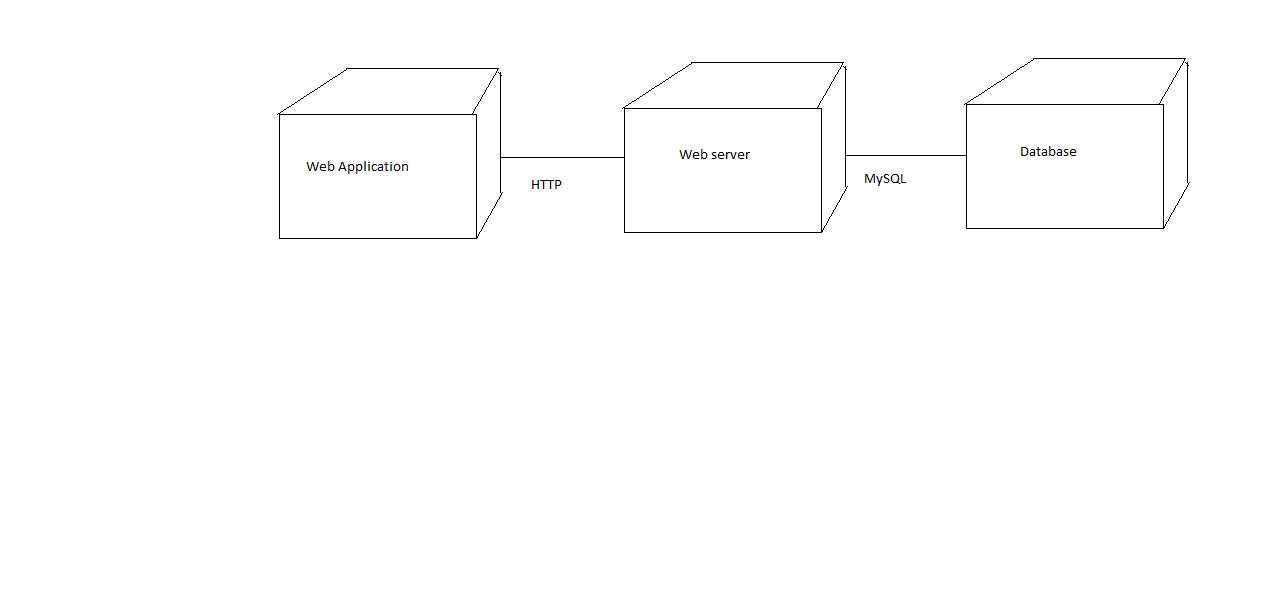 Web Application
HTTP
Web server
MySQL
Database